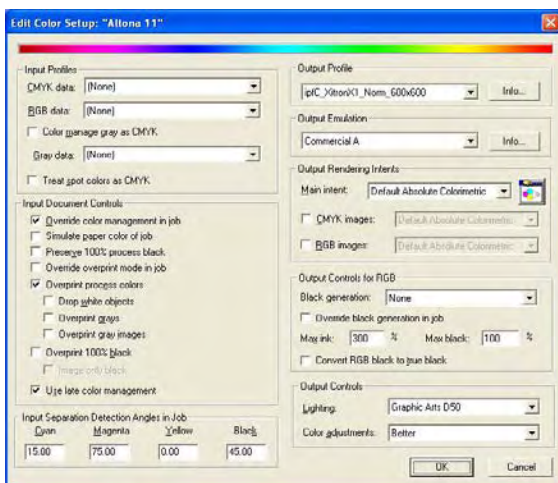 Edit Color Setup: "Altona 11"
Input Profiles
CMYK data: (None)
RGB data: (None)
Color manage gray as CMYK
Gray data: (None)
Treat spot colors as CMYK
Input Document Controls
Override color management in job
Simulate paper color of job
Preserve 100% process black
Override overprint mode in job
Overprint process colors
Drop white objects
Overprint grays
Overprint gray images
Overprint 100% black
Image only black
Use late color management
Input Separation Detection Angles in Job
Cyan Magenta Yellow Black
15.00 75.00 0.00 45.00
Output Profile
ipfC_XitronX1_Norm_600x600 Info...
Output Emulation
Commercial A Info...
Output Rendering Intents
Main intent: Default Absolute Colorimetric
CMYK images: Default Absolute Colorimetric
RGB images: Default Absolute Colorimetric
Output Controls for RGB
Black generation: None
Override black generation in job
Max ink: 300 % Max black: 100 %
Convert RGB black to true black
Output Controls
Lighting: Graphic Arts D50
Color adjustments: Better
OK Cancel